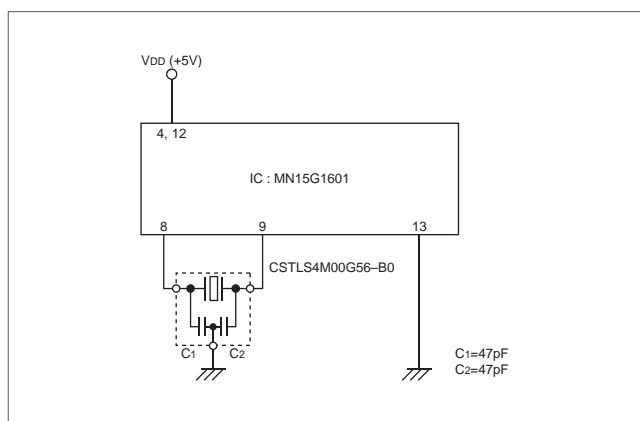 VDD (+5V)
4, 12
IC : MN15G1601
8
9
13
CSTLS4M00G56–B0
C1
C2
C1=47pF
C2=47pF